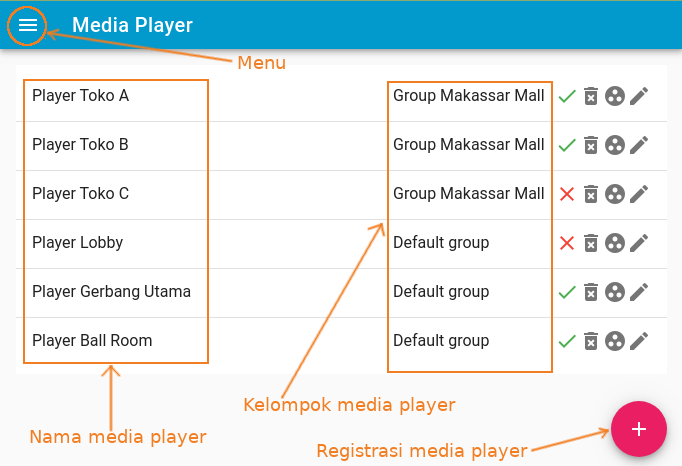 Media Player
Menu
Player Toko A Group Makassar Mall
Player Toko B Group Makassar Mall
Player Toko C Group Makassar Mall
Player Lobby Default group
Player Gerbang Utama Default group
Player Ball Room Default group
Kelompok media player
Nama media player
Registrasi media player